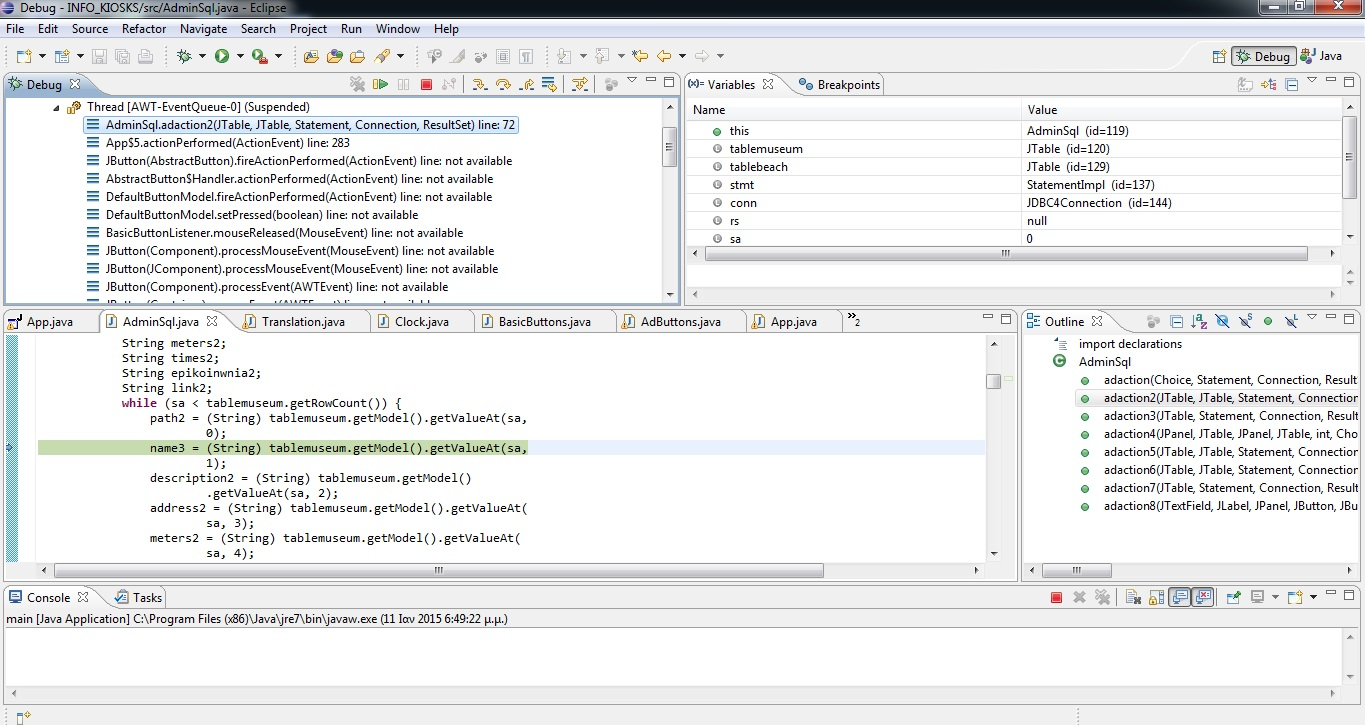 Debug - INFO_KIOSKS/src/AdminSql.java - Eclipse
File Edit Source Refactor Navigate Search Project Run Window Help
Debug Java
Debug
Thread [AWT-EventQueue-0] (Suspended)
AdminSql.adaction2(JTable, JTable, Statement, Connection, ResultSet) line: 72
App$5.actionPerformed(ActionEvent) line: 283
JButton(AbstractButton).fireActionPerformed(ActionEvent) line: not available
AbstractButton$Handler.actionPerformed(ActionEvent) line: not available
DefaultButtonModel.fireActionPerformed(ActionEvent) line: not available
DefaultButtonModel.setPressed(boolean) line: not available
BasicButtonListener.mouseReleased(MouseEvent) line: not available
JButton(Component).processMouseEvent(MouseEvent) line: not available
JButton(JComponent).processMouseEvent(MouseEvent) line: not available
JButton(Component).processEvent(AWTEvent) line: not available
(x)= Variables Breakpoints
Name Value
this AdminSql (id=119)
tablemuseum JTable (id=120)
tablebeach JTable (id=129)
stmt StatementImpl (id=137)
conn JDBC4Connection (id=144)
rs null
sa 0
App.java AdminSql.java Translation.java Clock.java BasicButtons.java AdButtons.java App.java »2
String meters2;
String times2;
String epikoinwnia2;
String link2;
while (sa < tablemuseum.getRowCount()) {
path2 = (String) tablemuseum.getModel().getValueAt(sa,
0);
name3 = (String) tablemuseum.getModel().getValueAt(sa,
1);
description2 = (String) tablemuseum.getModel()
.getValueAt(sa, 2);
address2 = (String) tablemuseum.getModel().getValueAt(
sa, 3);
meters2 = (String) tablemuseum.getModel().getValueAt(
sa, 4);
Outline
import declarations
AdminSql
adaction(Choice, Statement, Connection, Result
adaction2(JTable, JTable, Statement, Connection
adaction3(JTable, JTable, Statement, Connection
adaction4(JPanel, JTable, JPanel, JTable, int, Cho
adaction5(JTable, JTable, Statement, Connection
adaction6(JTable, JTable, Statement, Connection
adaction7(JTable, Statement, Connection, Result
adaction8(JTextField, JLabel, JPanel, JButton, JBu
Console Tasks
main [Java Application] C:\Program Files (x86)\Java\jre7\bin\javaw.exe (11 Ιαν 2015 6:49:22 μ.μ.)